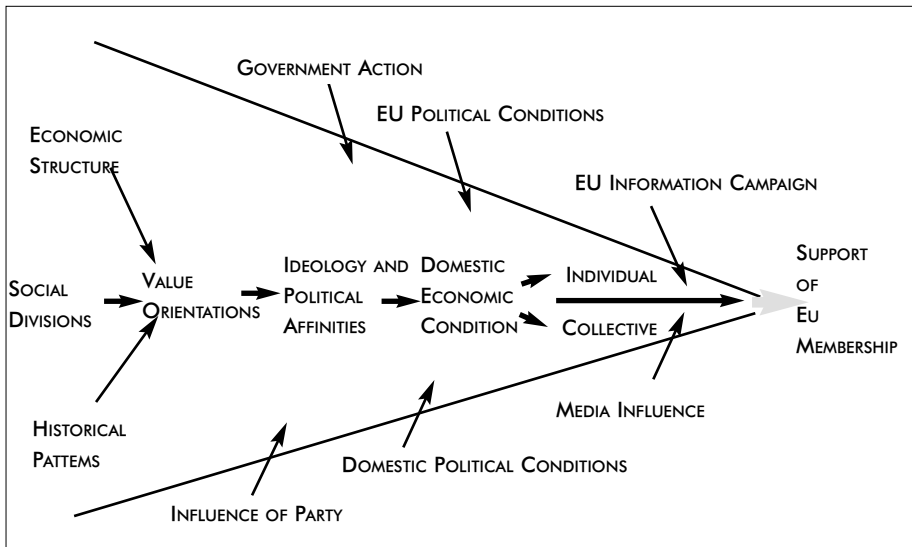 Government Action
EU Political Conditions
Economic
Structure
EU Information Campaign
Support
of
Eu
Membership
Social
Divisions
Value
Orientations
Ideology and
Political
Affinities
Domestic
Economic
Condition
Individual
Collective
Media Influence
Historical
Pattems
Domestic Political Conditions
Influence of Party